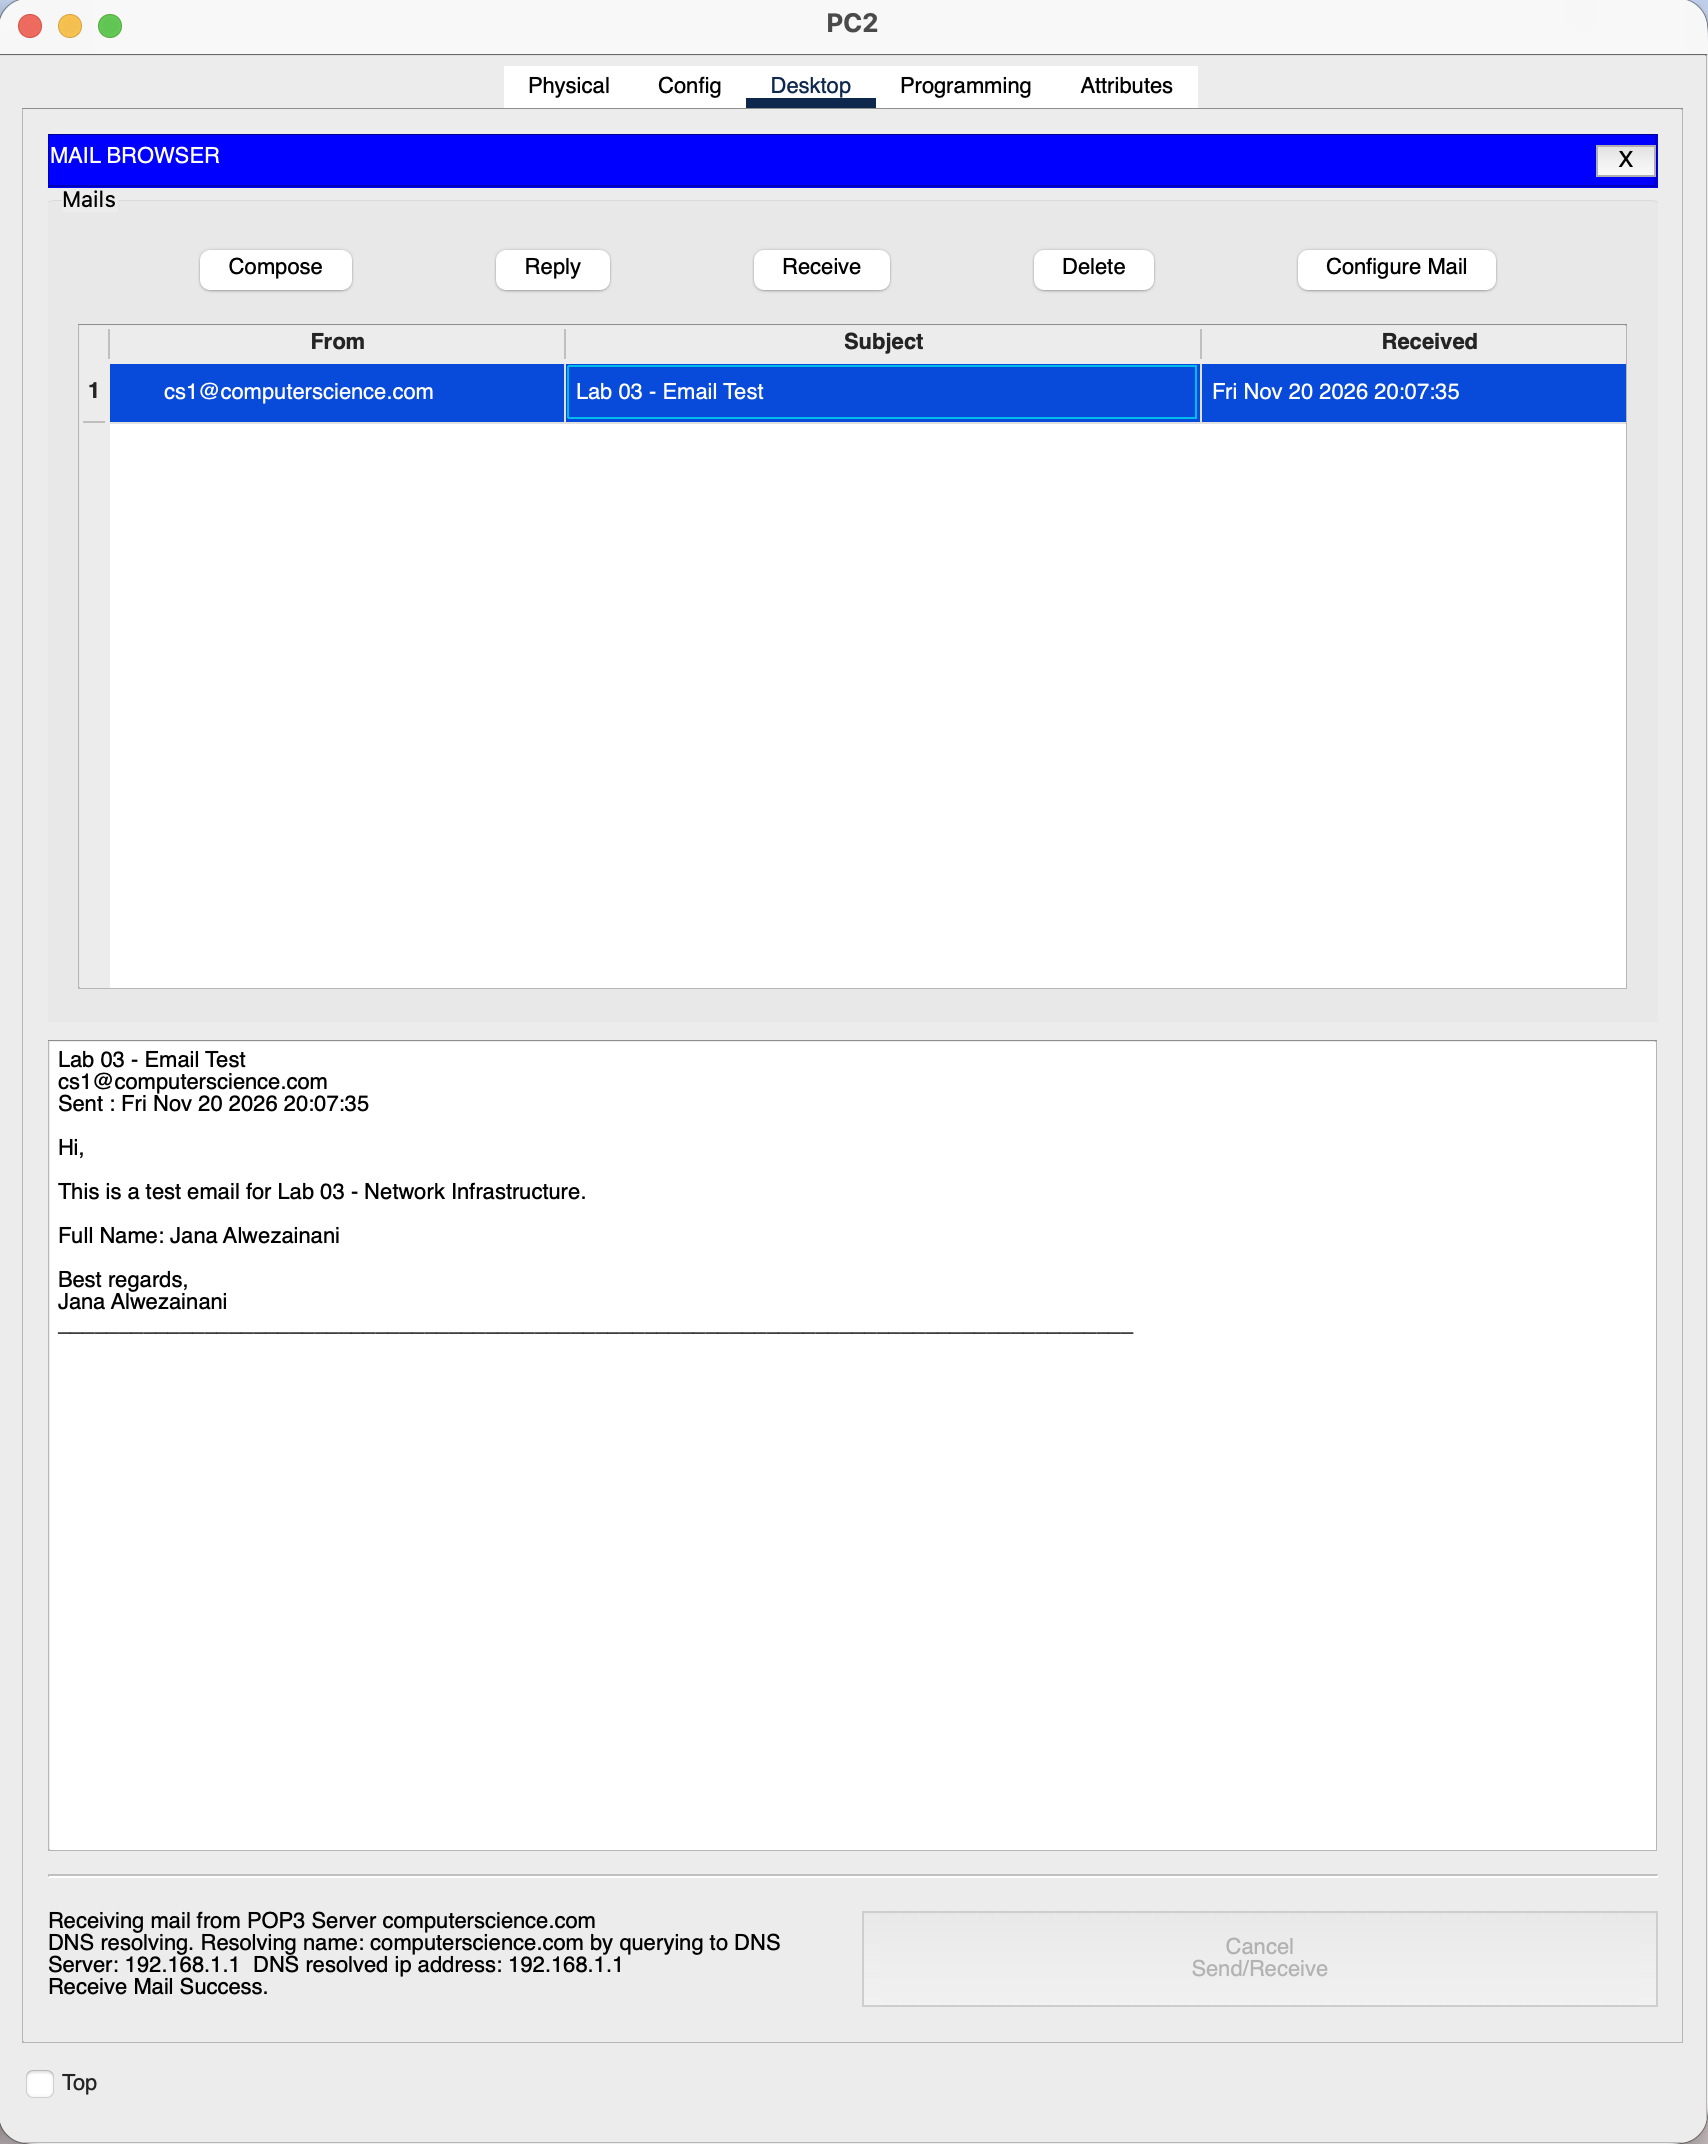 PC2
Physical Config Desktop Programming Attributes
MAIL BROWSER
X
Mails
Compose Reply Receive Delete Configure Mail
From Subject Received
1 cs1@computerscience.com Lab 03 - Email Test Fri Nov 20 2026 20:07:35
Lab 03 - Email Test
cs1@computerscience.com
Sent : Fri Nov 20 2026 20:07:35
Hi,
This is a test email for Lab 03 - Network Infrastructure.
Full Name: Jana Alwezainani
Best regards,
Jana Alwezainani
Receiving mail from POP3 Server computerscience.com
DNS resolving. Resolving name: computerscience.com by querying to DNS
Server: 192.168.1.1  DNS resolved ip address: 192.168.1.1
Receive Mail Success.
Cancel
Send/Receive
Top